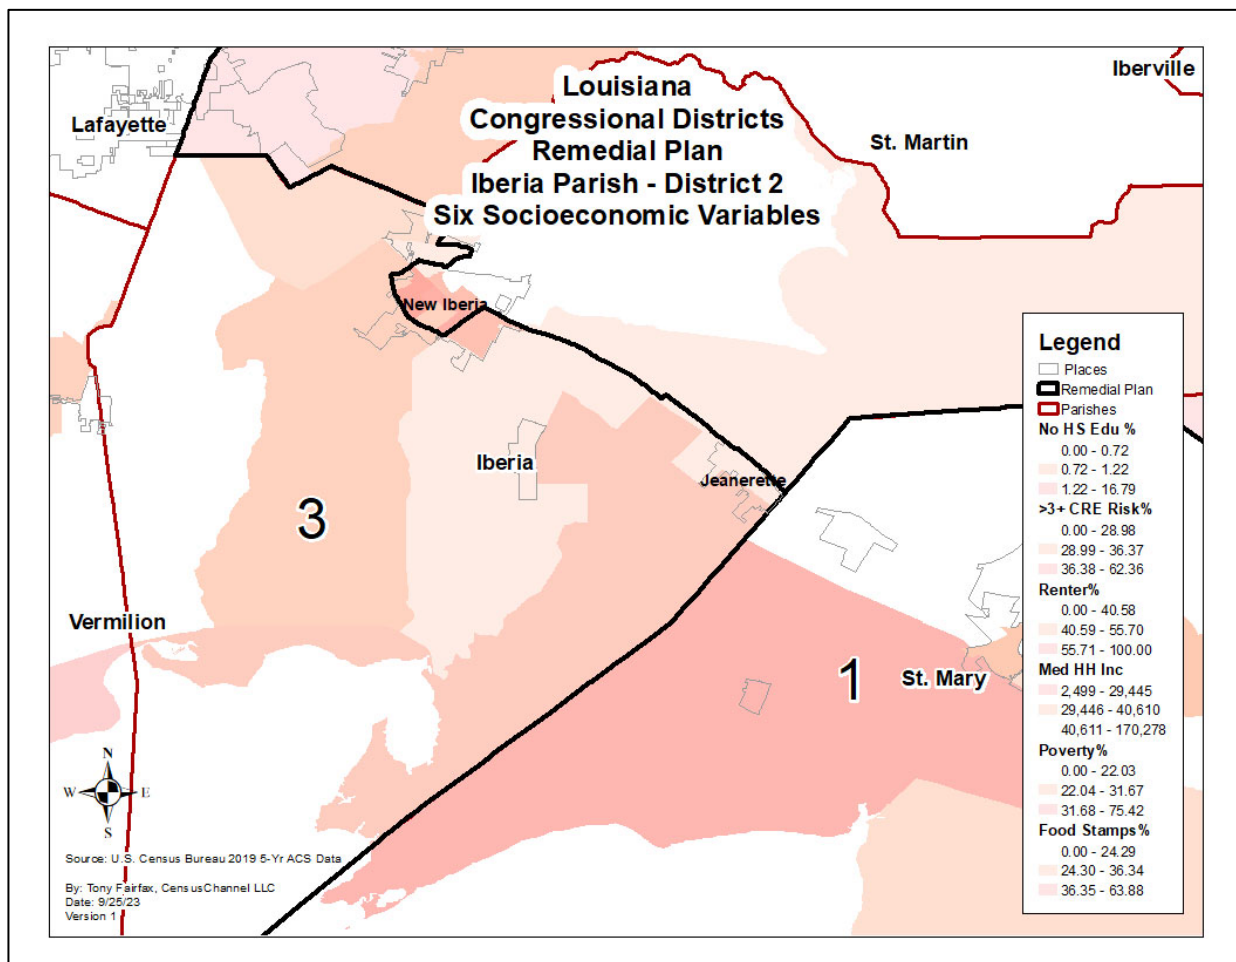 Louisiana
Congressional Districts
Remedial Plan
Iberia Parish - District 2
Six Socioeconomic Variables
Iberville
Lafayette
St. Martin
New Iberia
Iberia
Jeanerette
3
Vermilion
1
St. Mary
N
W E
S
Source: U.S. Census Bureau 2019 5-Yr ACS Data
By: Tony Fairfax, CensusChannel LLC
Date: 9/25/23
Version 1
Legend
Places
Remedial Plan
Parishes
No HS Edu %
0.00 - 0.72
0.72 - 1.22
1.22 - 16.79
>3+ CRE Risk%
0.00 - 28.98
28.99 - 36.37
36.38 - 62.36
Renter%
0.00 - 40.58
40.59 - 55.70
55.71 - 100.00
Med HH Inc
2,499 - 29,445
29,446 - 40,610
40,611 - 170,278
Poverty%
0.00 - 22.03
22.04 - 31.67
31.68 - 75.42
Food Stamps%
0.00 - 24.29
24.30 - 36.34
36.35 - 63.88